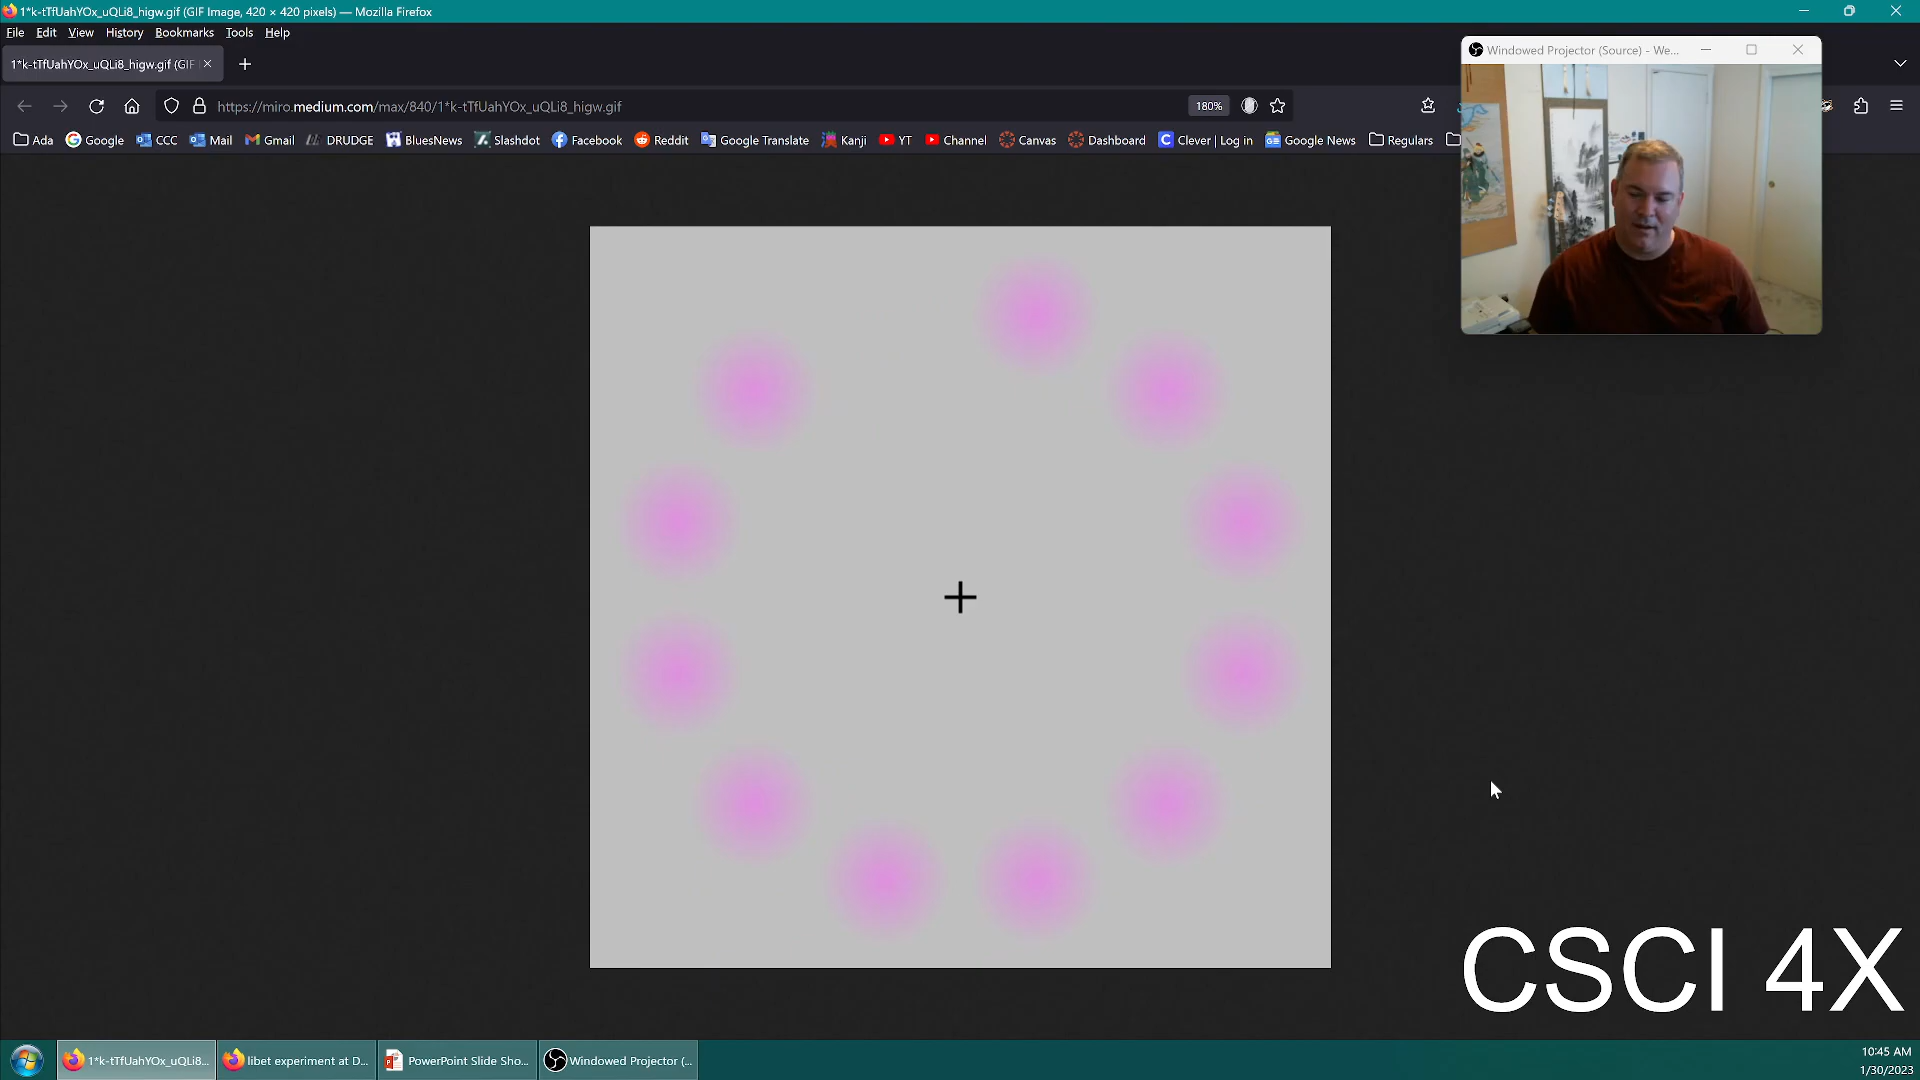 1*k-tTfUahYOx_uQLi8_higw.gif (GIF Image, 420 × 420 pixels) — Mozilla Firefox
File Edit View History Bookmarks Tools Help
1*k-tTfUahYOx_uQLi8_higw.gif (GIF
Windowed Projector (Source) - We...
https://miro.medium.com/max/840/1*k-tTfUahYOx_uQLi8_higw.gif 180%
Ada Google CCC Mail Gmail DRUDGE BluesNews Slashdot Facebook Reddit Google Translate Kanji YT Channel Canvas Dashboard Clever | Log in Google News Regulars
CSCI 4X
1*k-tTfUahYOx_uQLi8... libet experiment at D... PowerPoint Slide Sho... Windowed Projector (...
10:45 AM
1/30/2023